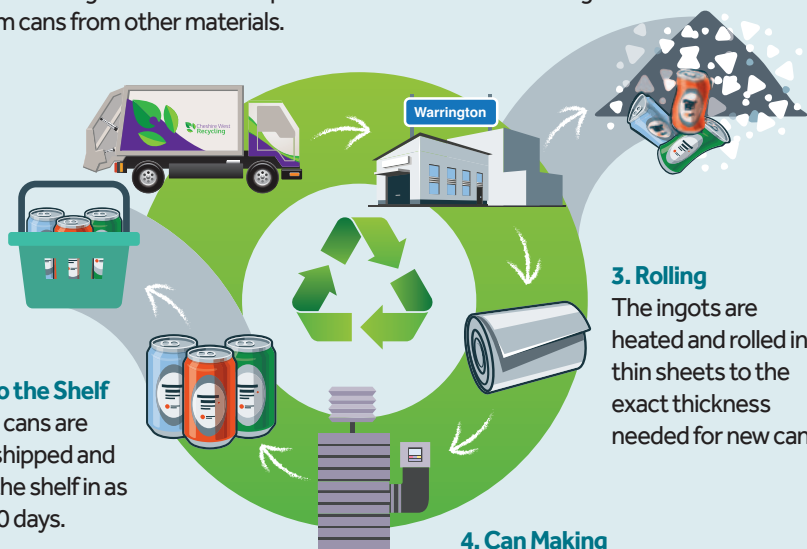 cans from other materials.
Warrington
Cheshire West
Recycling
3. Rolling
The ingots are
heated and rolled in
thin sheets to the
exact thickness
needed for new can
the Shelf
cans are
shipped and
the shelf in as
0 days.
4. Can Making